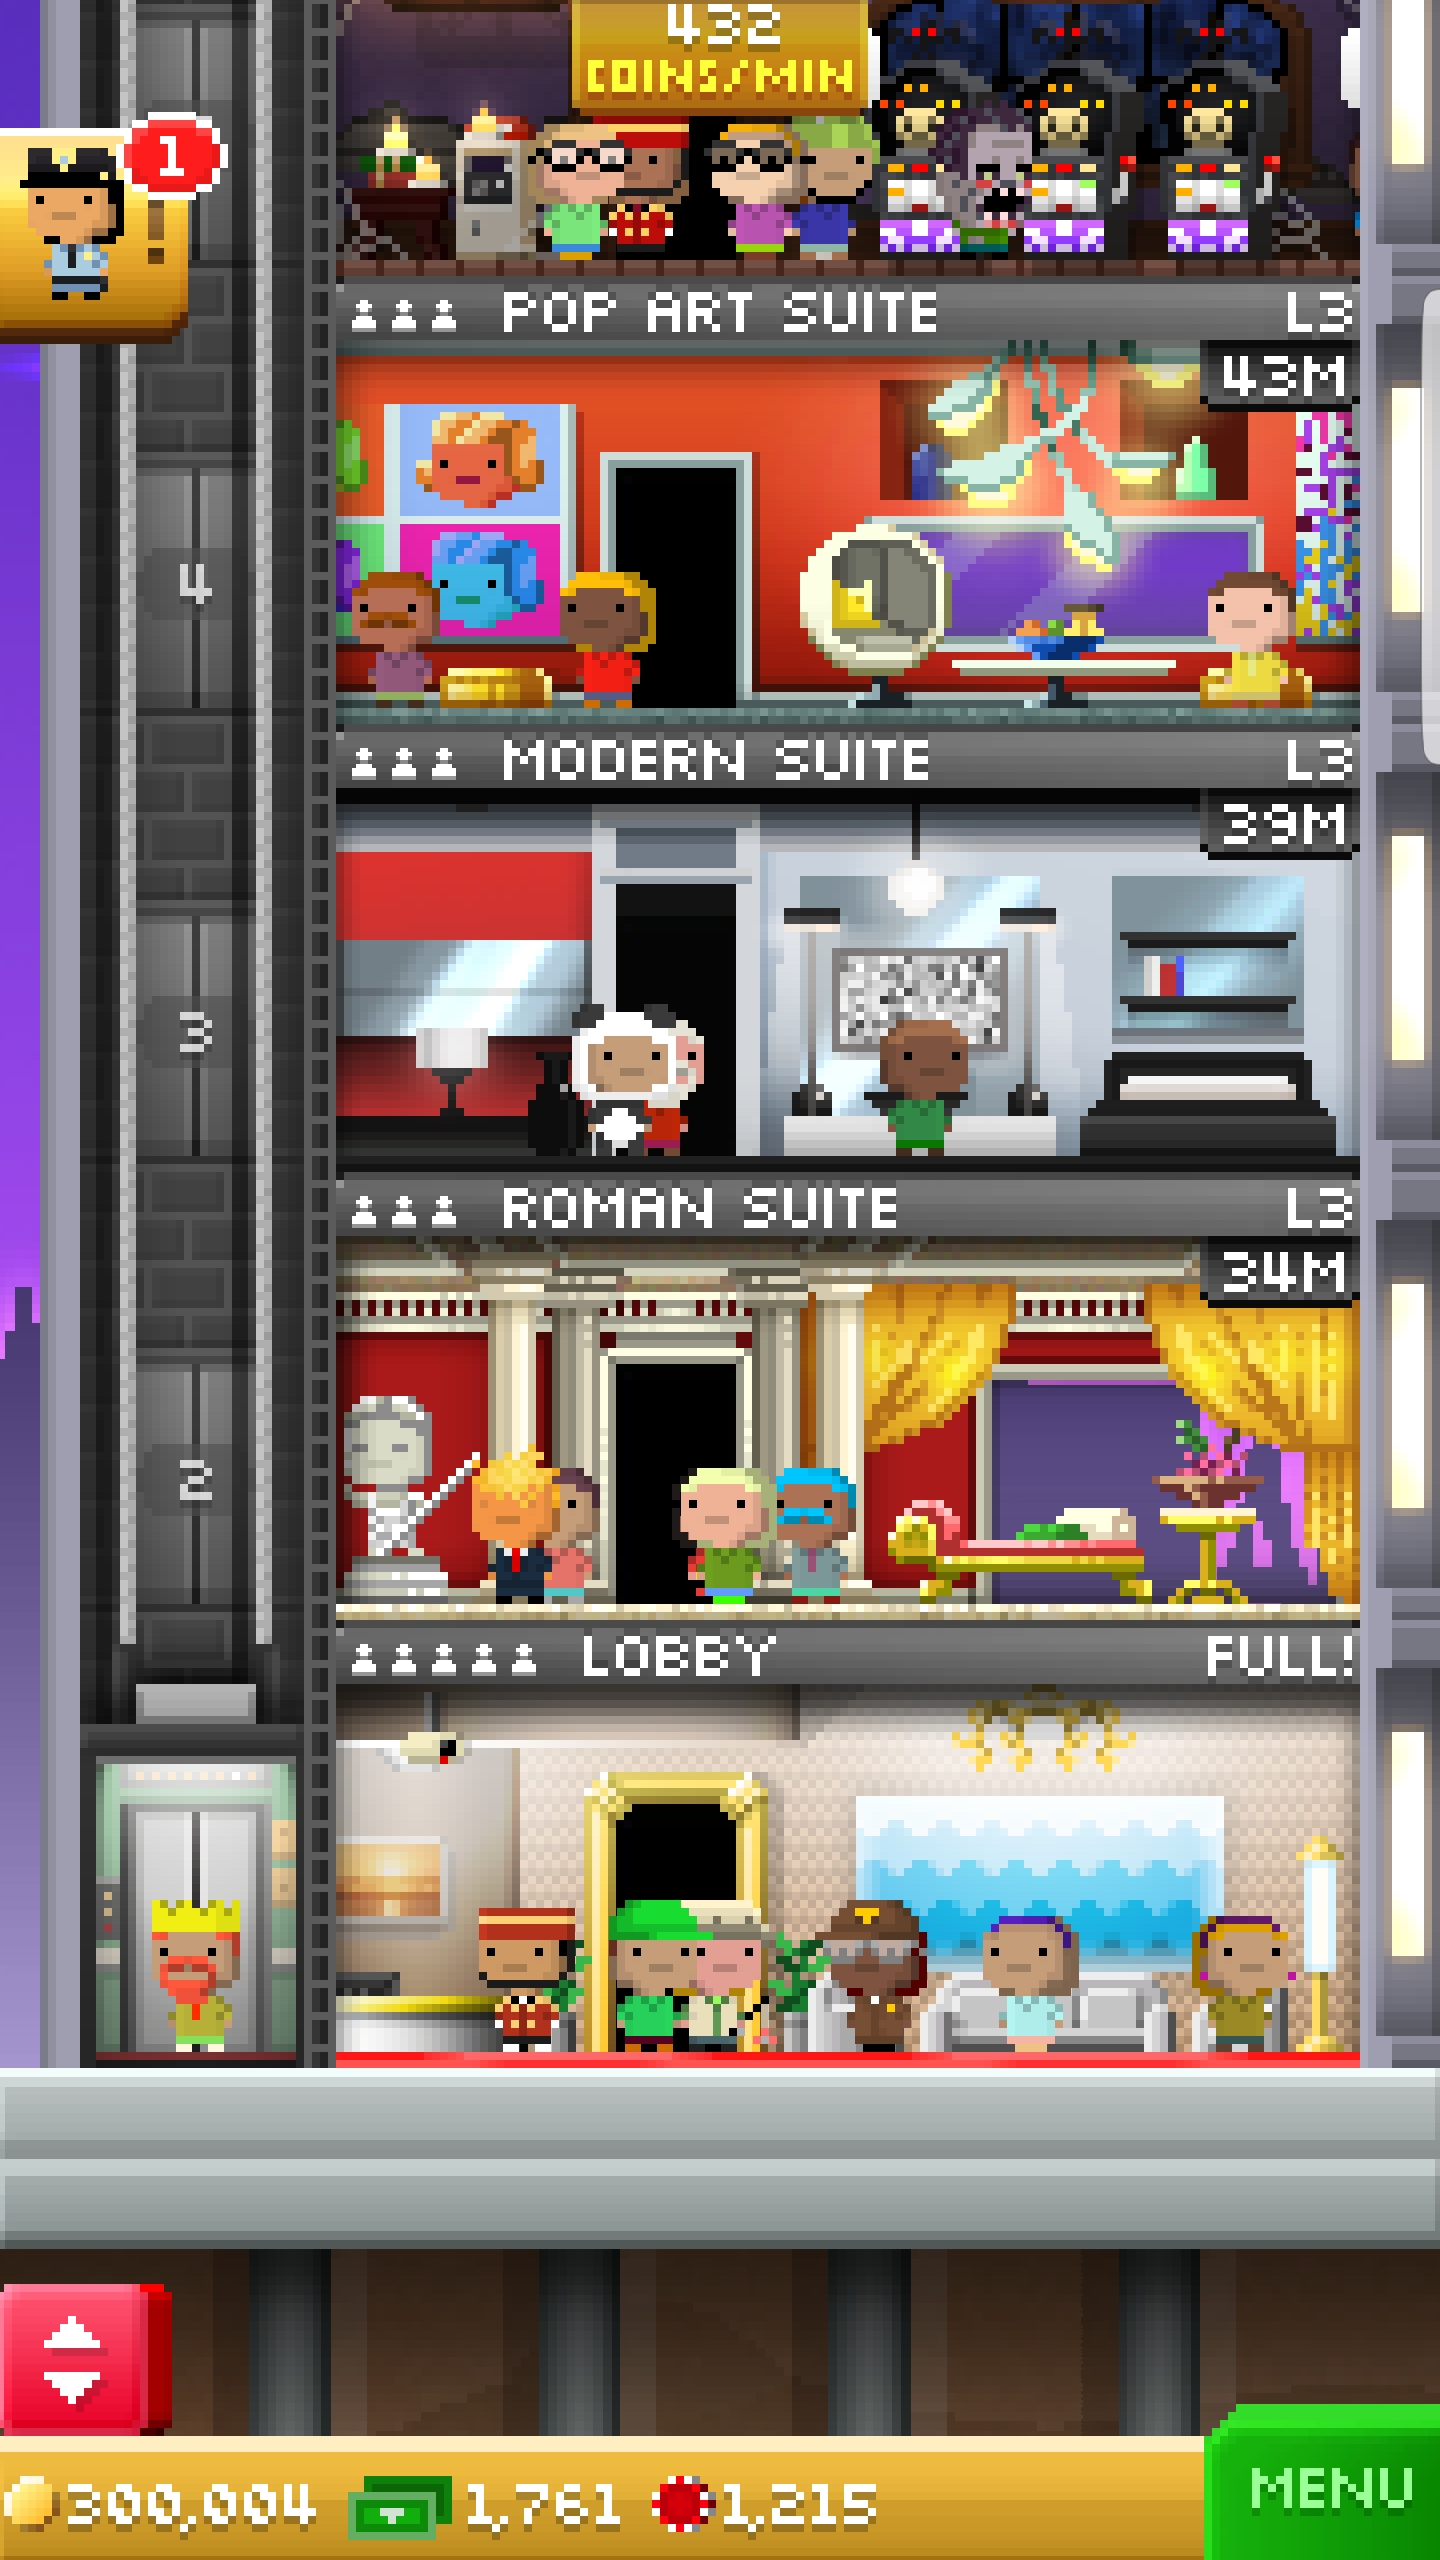 432
COINS/MIN
1
POP ART SUITE L3
43M
4
MODERN SUITE L3
39M
3
ROMAN SUITE L3
34M
2
LOBBY FULL!
300,004 1,761 1,215
MENU